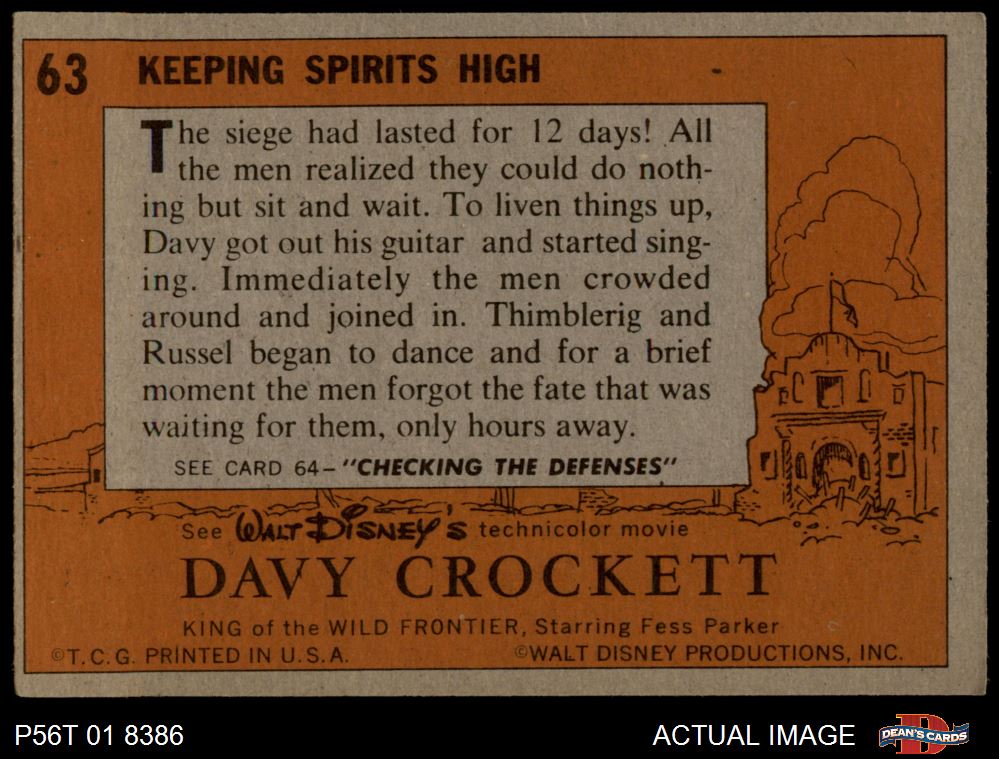 63 KEEPING SPIRITS HIGH
The siege had lasted for 12 days! All
the men realized they could do noth-
ing but sit and wait. To liven things up,
Davy got out his guitar and started sing-
ing. Immediately the men crowded
around and joined in. Thimblerig and
Russel began to dance and for a brief
moment the men forgot the fate that was
waiting for them, only hours away.
SEE CARD 64–"CHECKING THE DEFENSES"
See WALT DISNEY'S technicolor movie
DAVY CROCKETT
KING of the WILD FRONTIER, Starring Fess Parker
©T.C.G. PRINTED IN U.S.A. ©WALT DISNEY PRODUCTIONS, INC.
P56T 01 8386 ACTUAL IMAGE D DEAN'S CARDS